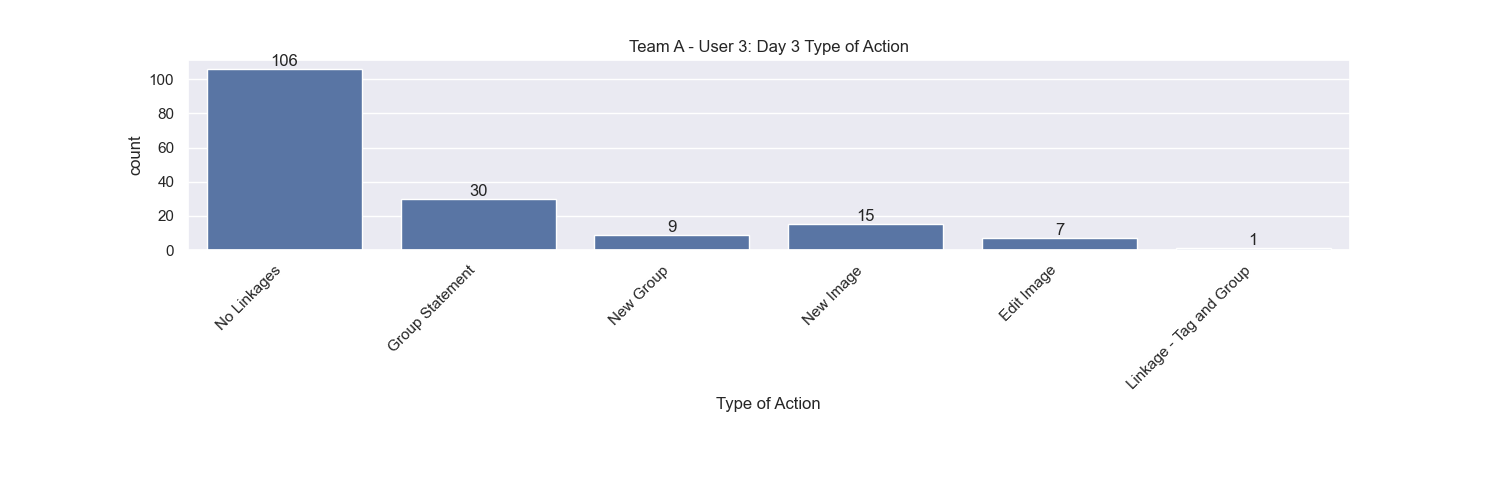 Team A - User 3: Day 3 Type of Action
106
100
80
60
40
20
0
count
30
9
15
7
1
No Linkages
Group Statement
New Group
New Image
Edit Image
Linkage - Tag and Group
Type of Action